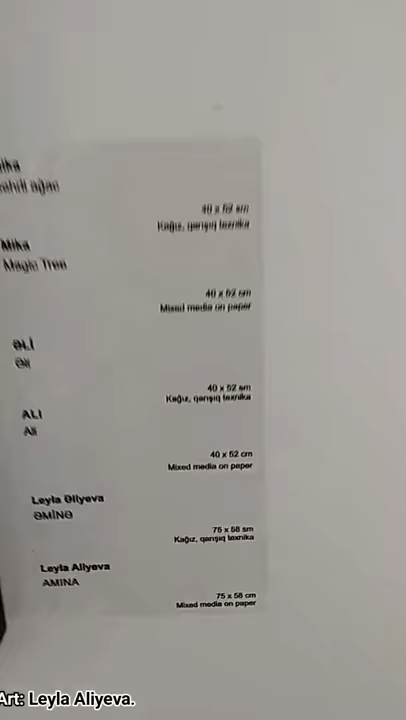 40 x 52 sm
Kağız, qarışıq texnika
Mika
Magic Tree
40 x 52 cm
Mixed media on paper
ƏLİ
Əli
40 x 52 sm
Kağız, qarışıq texnika
ALI
Ali
40 x 52 cm
Mixed media on paper
Leyla Əliyeva
ƏMİNƏ
75 x 58 sm
Kağız, qarışıq texnika
Leyla Aliyeva
AMINA
75 x 58 cm
Mixed media on paper
Art: Leyla Aliyeva.